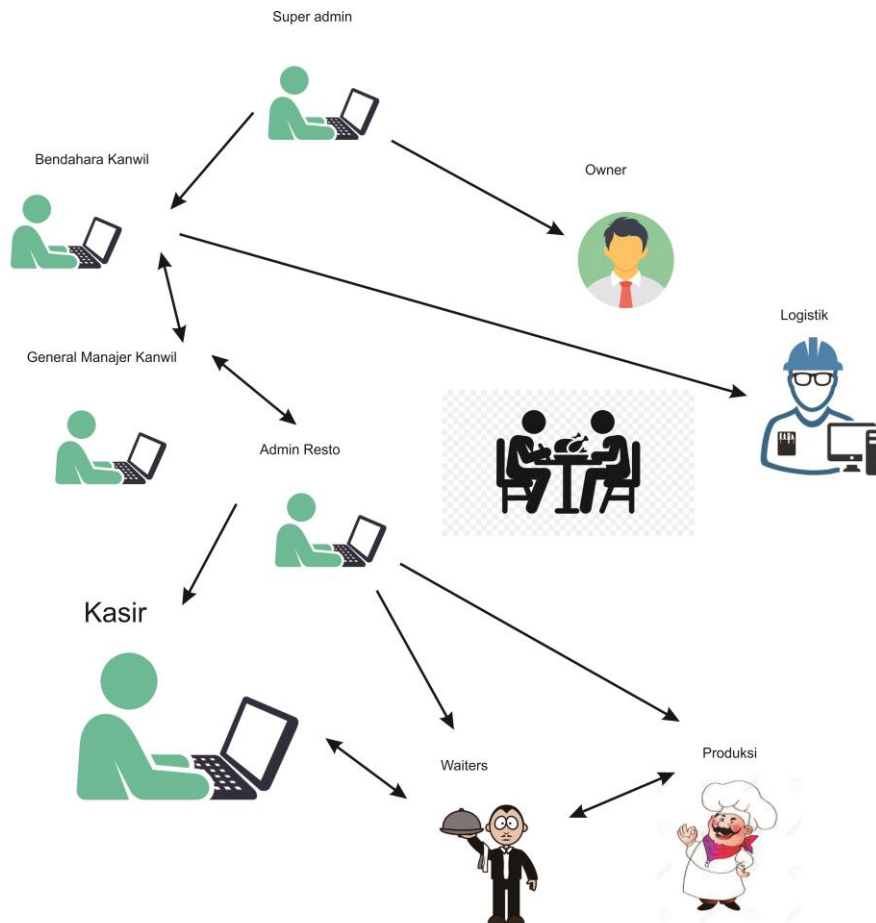 Super admin
Bendahara Kanwil
Owner
Logistik
General Manajer Kanwil
Admin Resto
Kasir
Waiters
Produksi